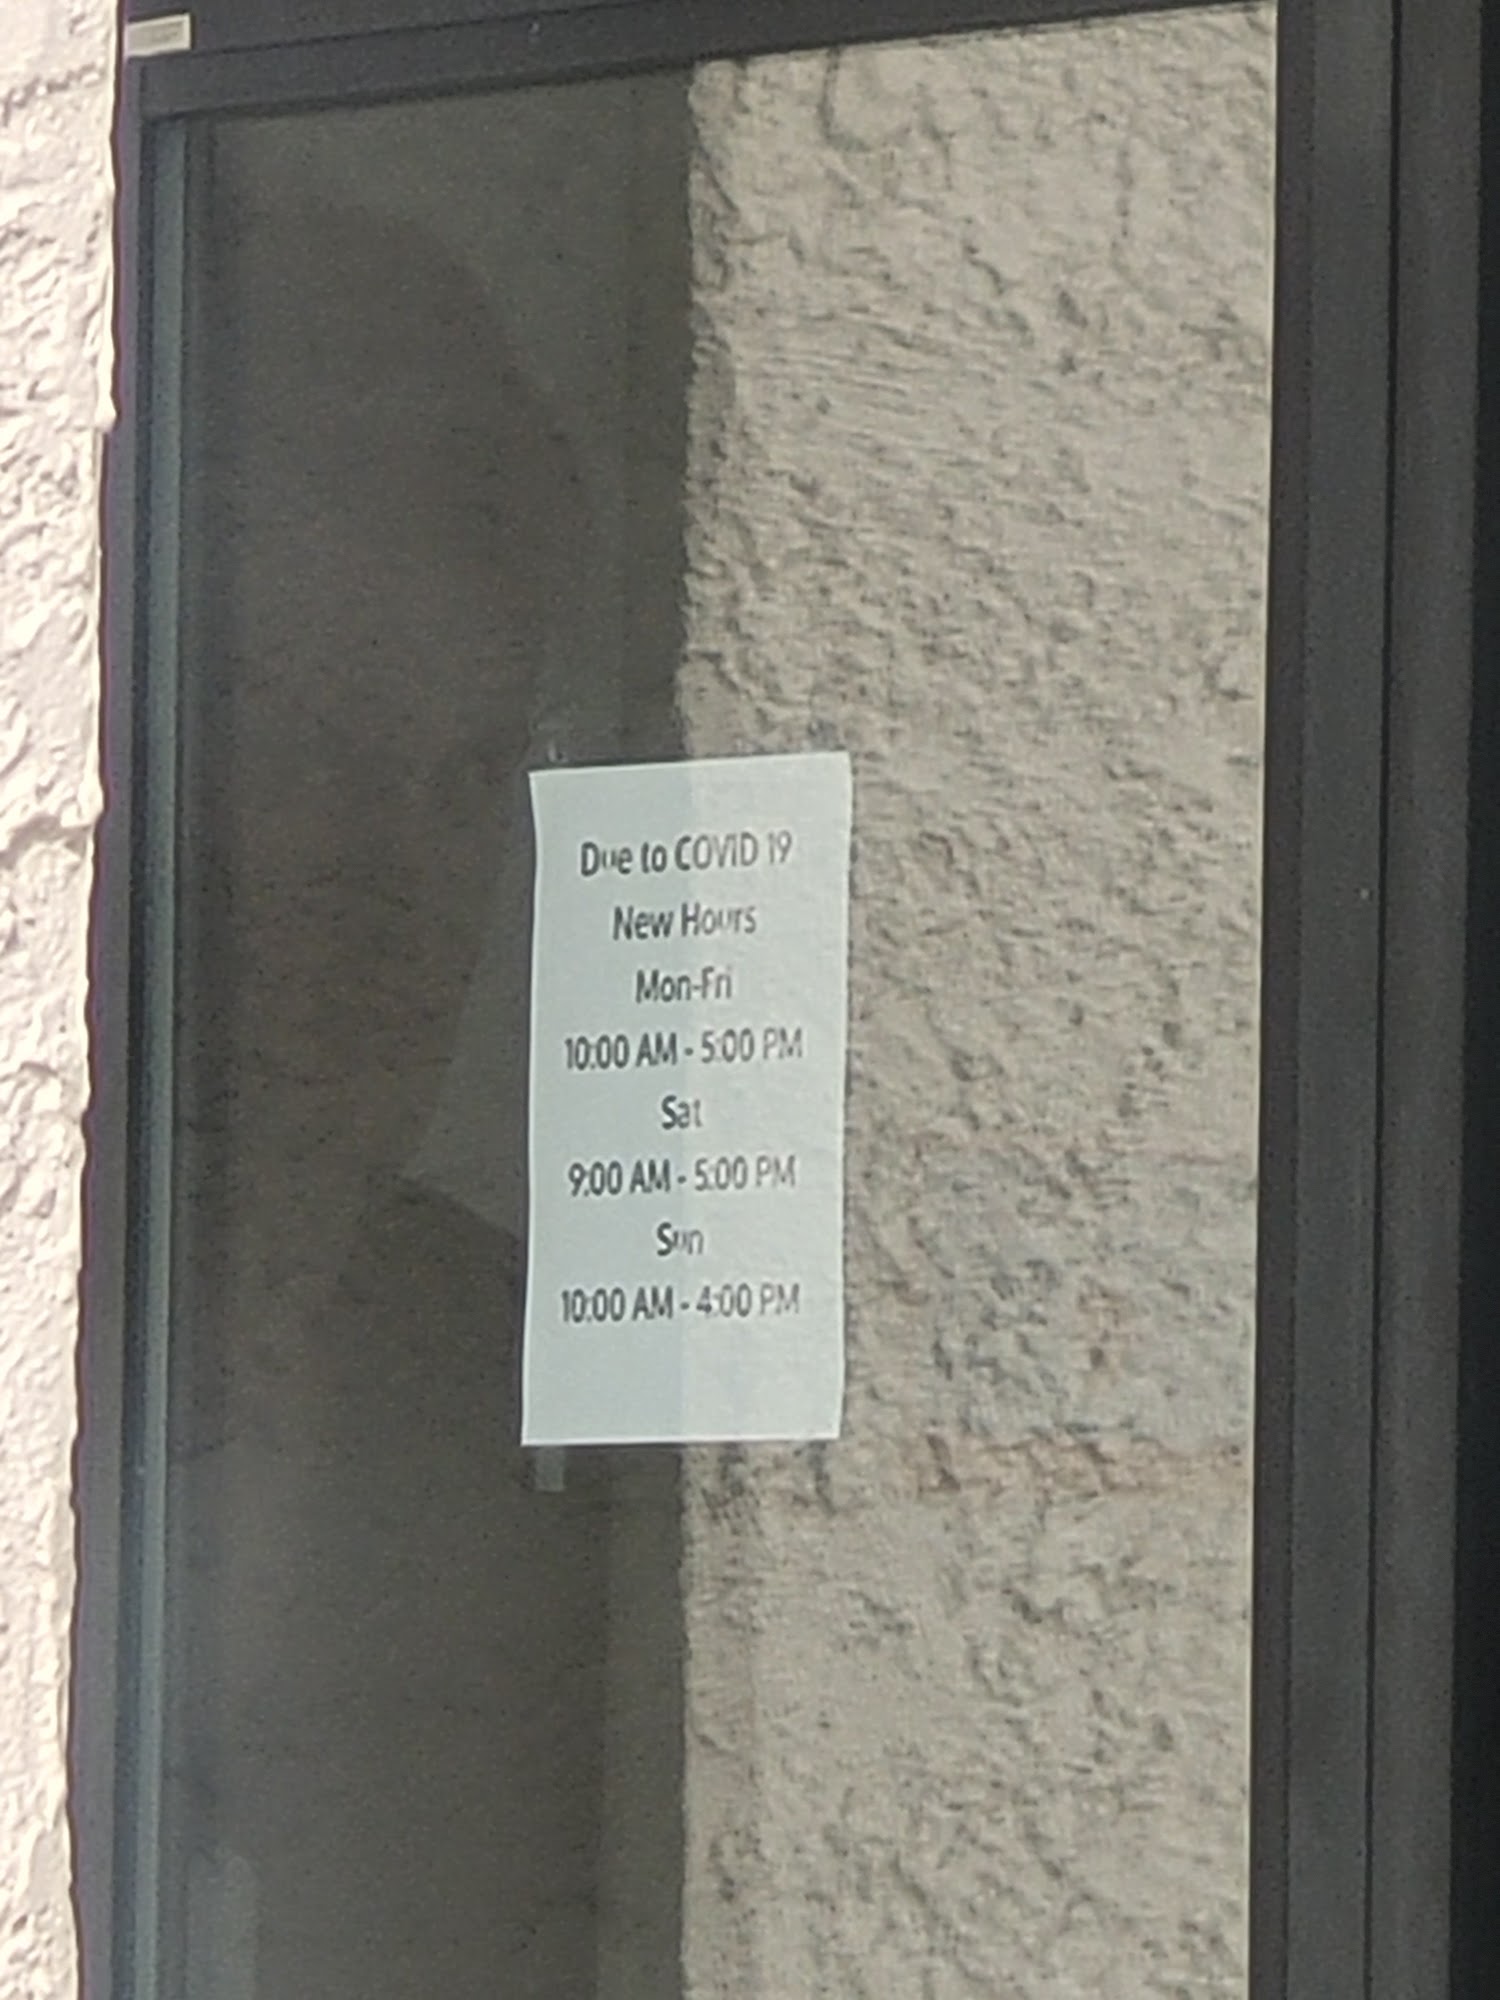 Due to COVID 19
New Hours
Mon-Fri
10:00 AM - 5:00 PM
Sat
9:00 AM - 5:00 PM
Sun
10:00 AM - 4:00 PM